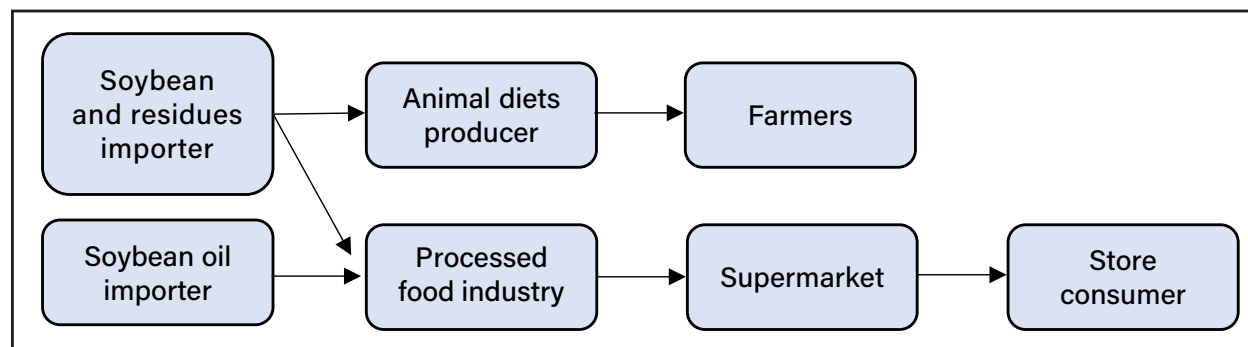 Soybean
and residues
importer
Animal diets
producer
Farmers
Soybean oil
importer
Processed
food industry
Supermarket
Store
consumer